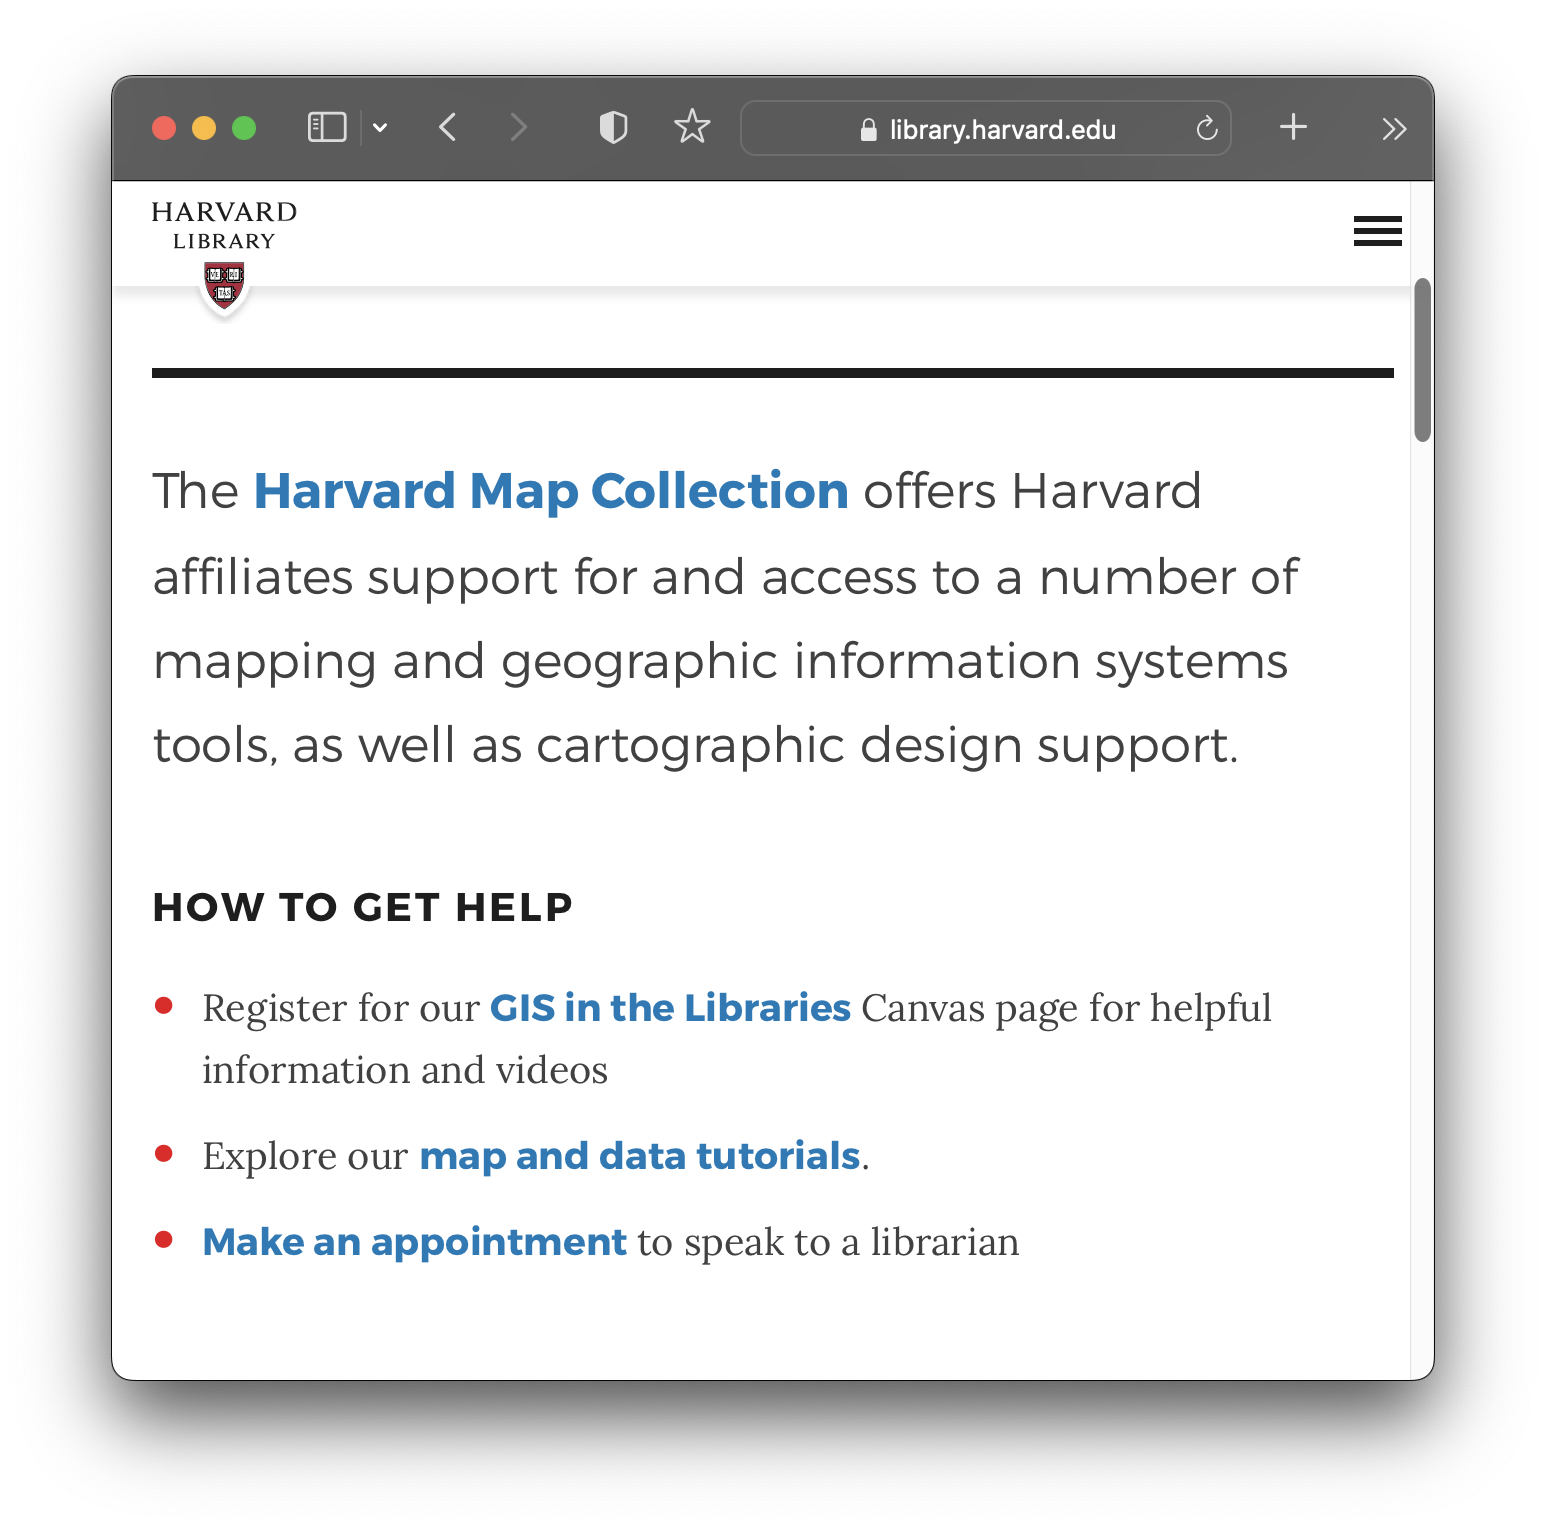 library.harvard.edu
HARVARD
LIBRARY
VE RI
TAS
The Harvard Map Collection offers Harvard
affiliates support for and access to a number of
mapping and geographic information systems
tools, as well as cartographic design support.
HOW TO GET HELP
Register for our GIS in the Libraries Canvas page for helpful
information and videos
Explore our map and data tutorials.
Make an appointment to speak to a librarian